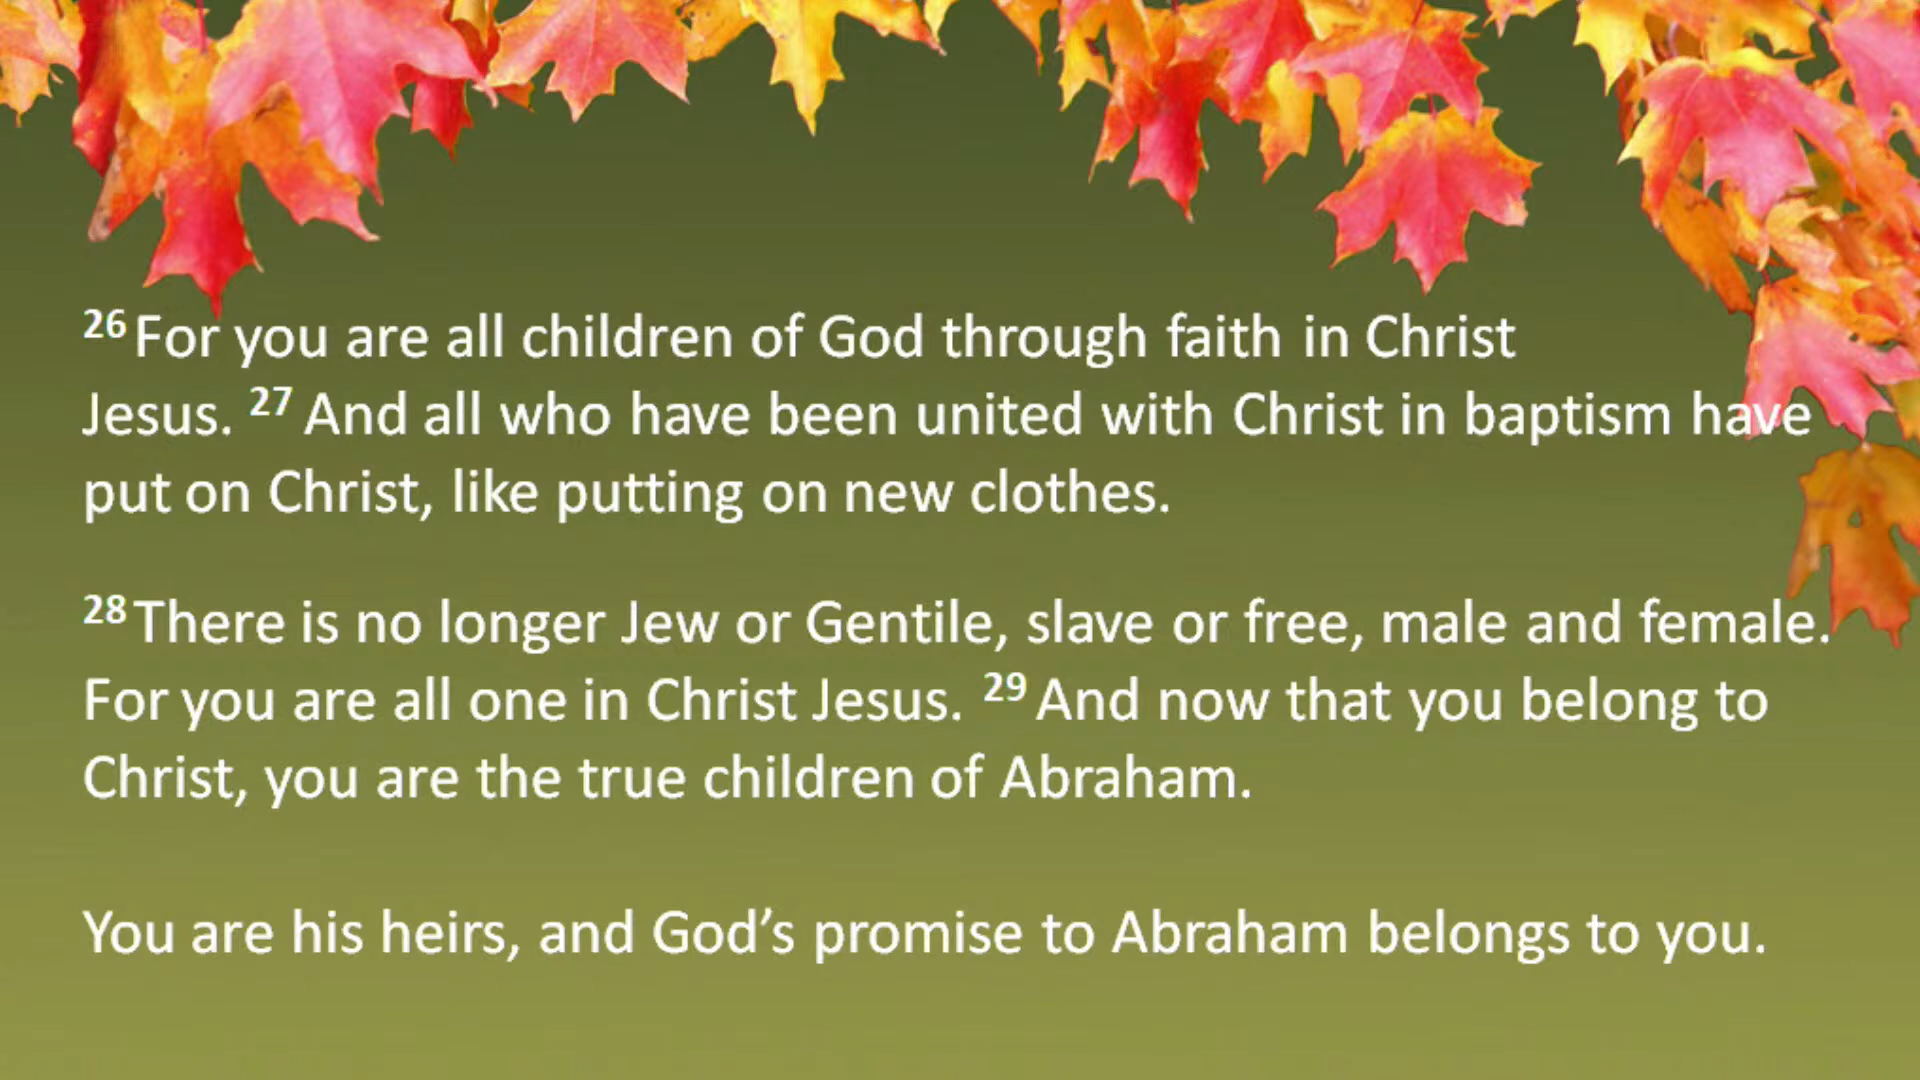 26 For you are all children of God through faith in Christ
Jesus. 27 And all who have been united with Christ in baptism have
put on Christ, like putting on new clothes.
28 There is no longer Jew or Gentile, slave or free, male and female.
For you are all one in Christ Jesus. 29 And now that you belong to
Christ, you are the true children of Abraham.
You are his heirs, and God’s promise to Abraham belongs to you.